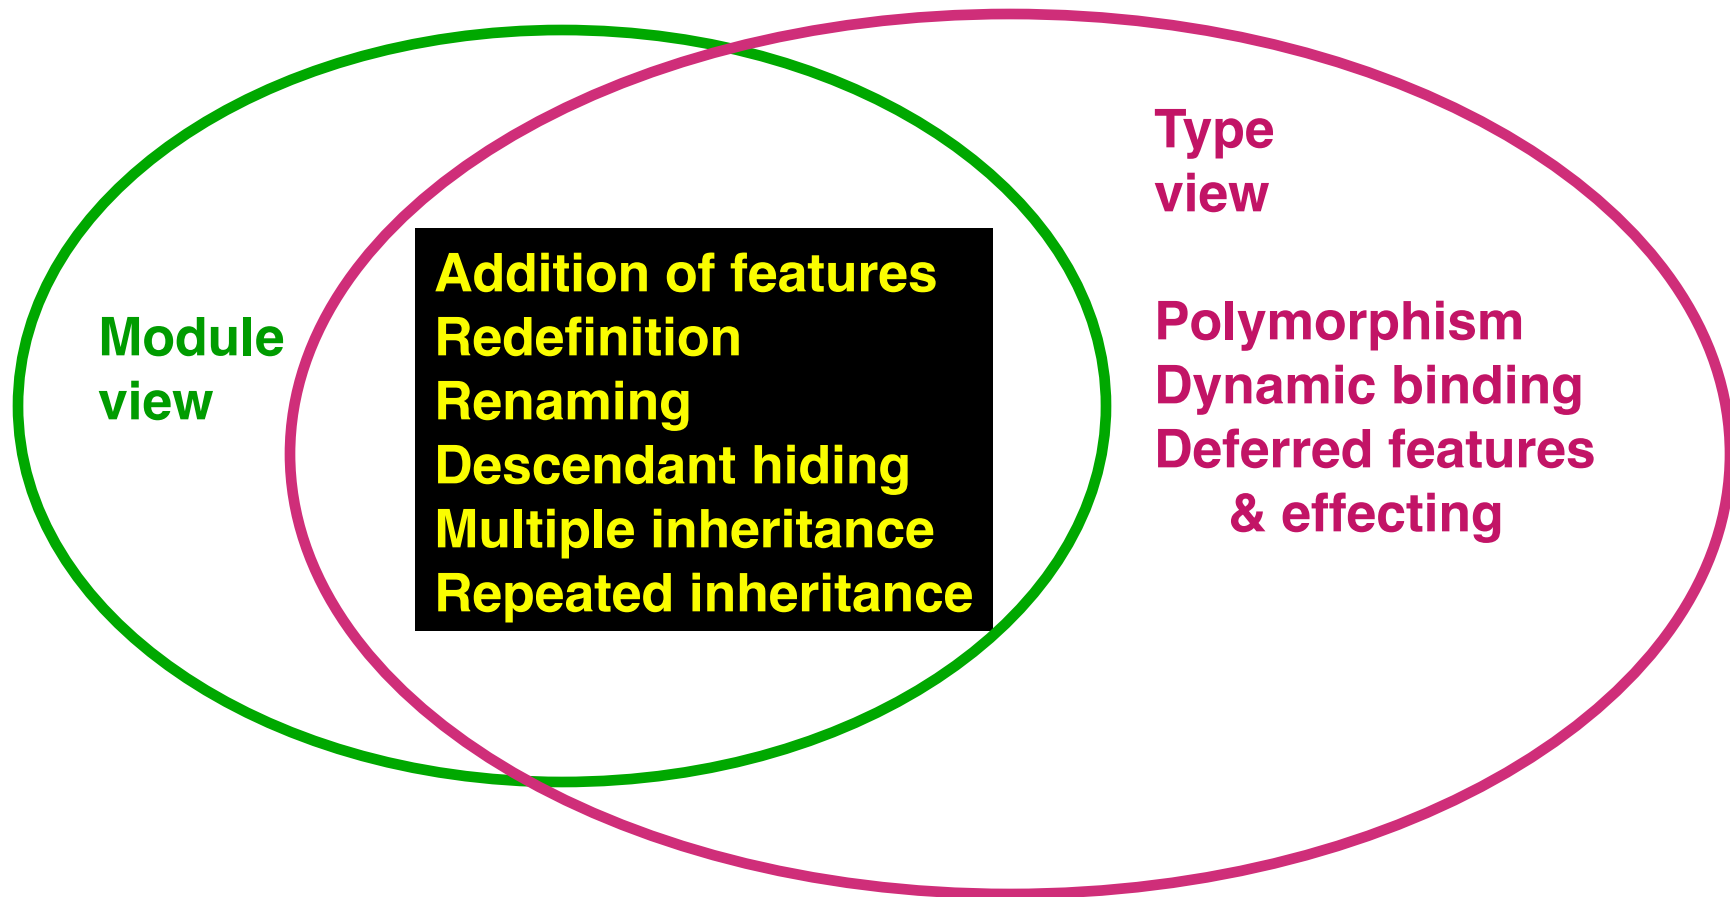 Module
view
Addition of features
Redefinition
Renaming
Descendant hiding
Multiple inheritance
Repeated inheritance
Type
view
Polymorphism
Dynamic binding
Deferred features
& effecting